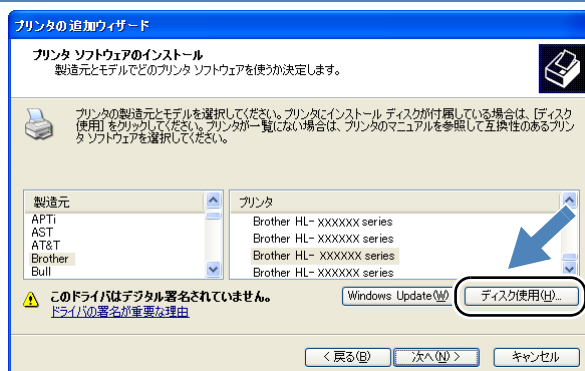 プリンタの追加ウィザード
プリンタ ソフトウェアのインストール
製造元とモデルでどのプリンタ ソフトウェアを使うか決定します。
プリンタの製造元とモデルを選択してください。プリンタにインストール ディスクが付属している場合は、[ディスク
使用] をクリックしてください。プリンタが一覧にない場合は、プリンタのマニュアルを参照して互換性のあるプリン
タ ソフトウェアを選択してください。
製造元
APTi
AST
AT&T
Brother
Bull
プリンタ
Brother HL- XXXXXX series
Brother HL- XXXXXX series
Brother HL- XXXXXX series
Brother HL- XXXXXX series
このドライバはデジタル署名されていません。
ドライバの署名が重要な理由
Windows Update(W)
ディスク使用(H)...
< 戻る(B)
次へ(N) >
キャンセル